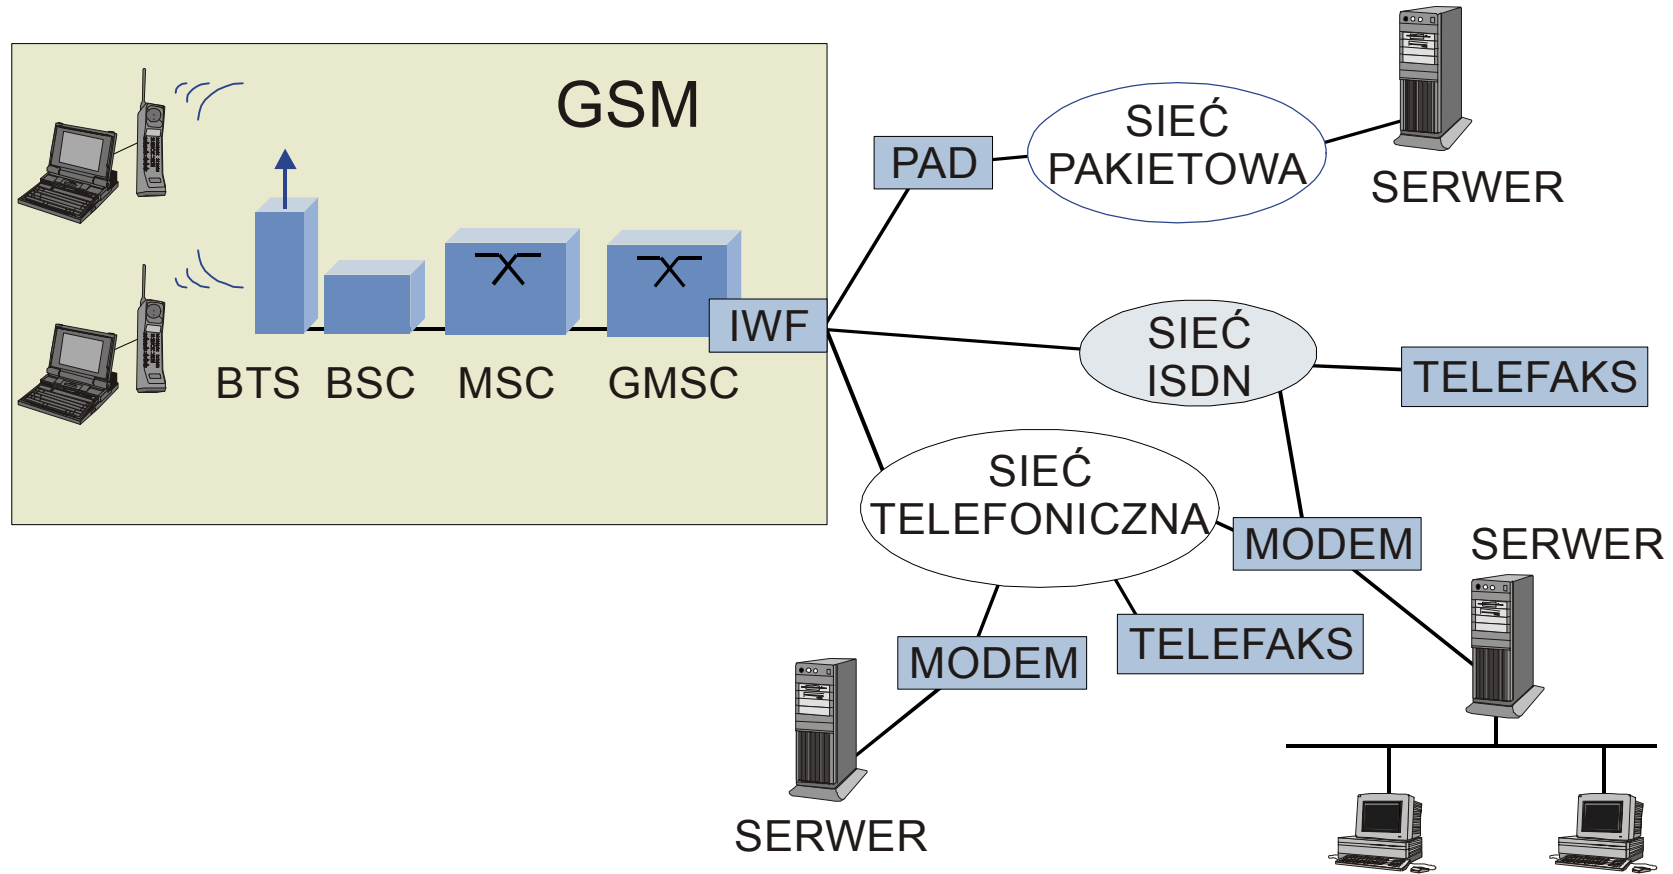 GSM
BTS
BSC
MSC
GMSC
IWF
PAD
SIEĆ
PAKIETOWA
SERWER
SIEĆ
ISDN
TELEFAKS
SIEĆ
TELEFONICZNA
MODEM
SERWER
MODEM
TELEFAKS
SERWER